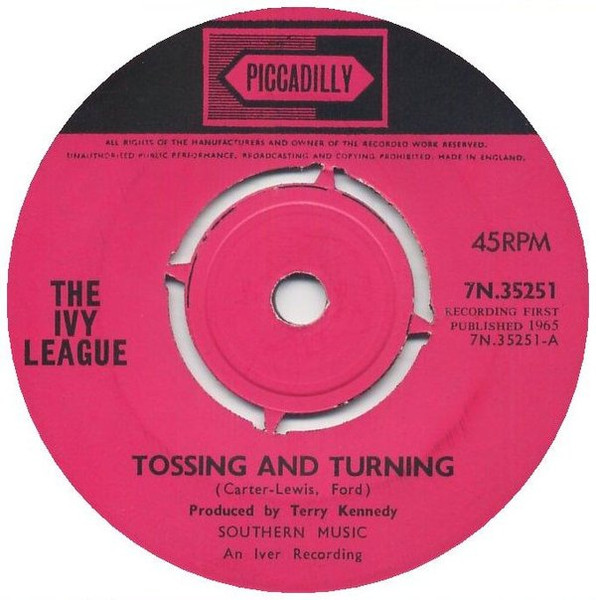 PICCADILLY
ALL RIGHTS OF THE MANUFACTURERS AND OWNER OF THE RECORDED WORK RESERVED.
UNAUTHORISED PUBLIC PERFORMANCE, BROADCASTING AND COPYING PROHIBITED. MADE IN ENGLAND.
45RPM
THE
IVY
LEAGUE
7N.35251
RECORDING FIRST
PUBLISHED 1965
7N.35251-A
TOSSING AND TURNING
(Carter-Lewis, Ford)
Produced by Terry Kennedy
SOUTHERN MUSIC
An Iver Recording